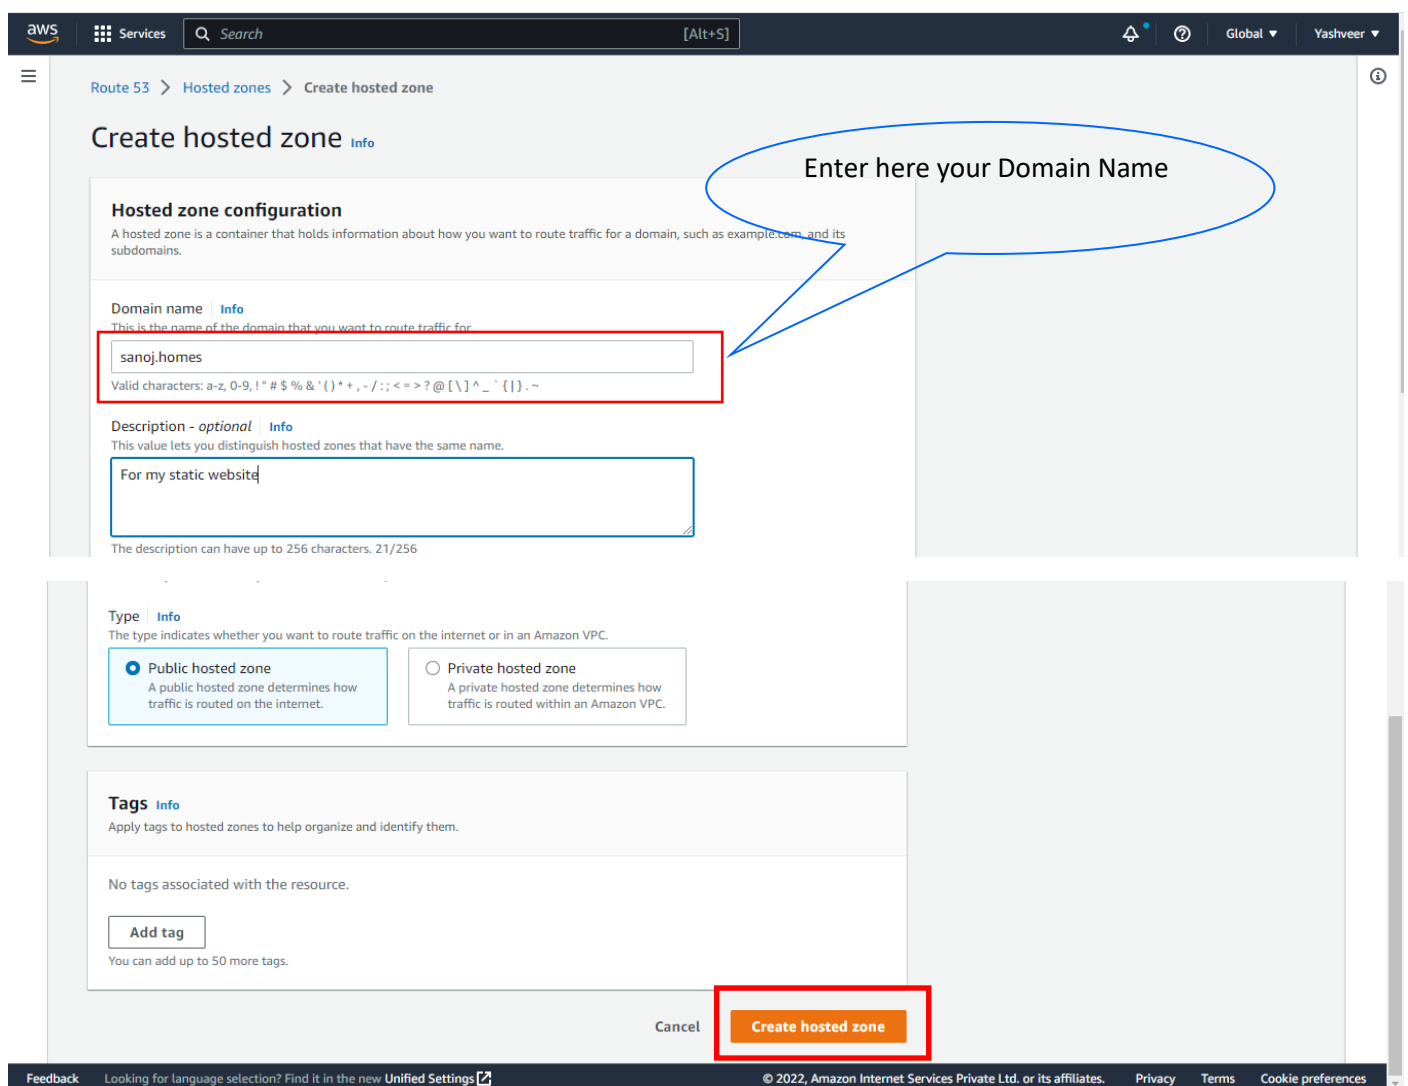 aws
Services
Search
[Alt+S]
Global ▼
Yashveer ▼
Route 53 > Hosted zones > Create hosted zone
Create hosted zone Info
Enter here your Domain Name
Hosted zone configuration
A hosted zone is a container that holds information about how you want to route traffic for a domain, such as example.com, and its
subdomains.
Domain name Info
This is the name of the domain that you want to route traffic for.
sanoj.homes
Valid characters: a-z, 0-9, ! " # $ % & ' ( ) * + , - / : ; < = > ? @ [ \ ] ^ _ ` { | } . ~
Description - optional Info
This value lets you distinguish hosted zones that have the same name.
For my static website
The description can have up to 256 characters. 21/256
Type Info
The type indicates whether you want to route traffic on the internet or in an Amazon VPC.
Public hosted zone
A public hosted zone determines how
traffic is routed on the internet.
Private hosted zone
A private hosted zone determines how
traffic is routed within an Amazon VPC.
Tags Info
Apply tags to hosted zones to help organize and identify them.
No tags associated with the resource.
Add tag
You can add up to 50 more tags.
Cancel
Create hosted zone
Feedback
Looking for language selection? Find it in the new Unified Settings
© 2022, Amazon Internet Services Private Ltd. or its affiliates.
Privacy
Terms
Cookie preferences